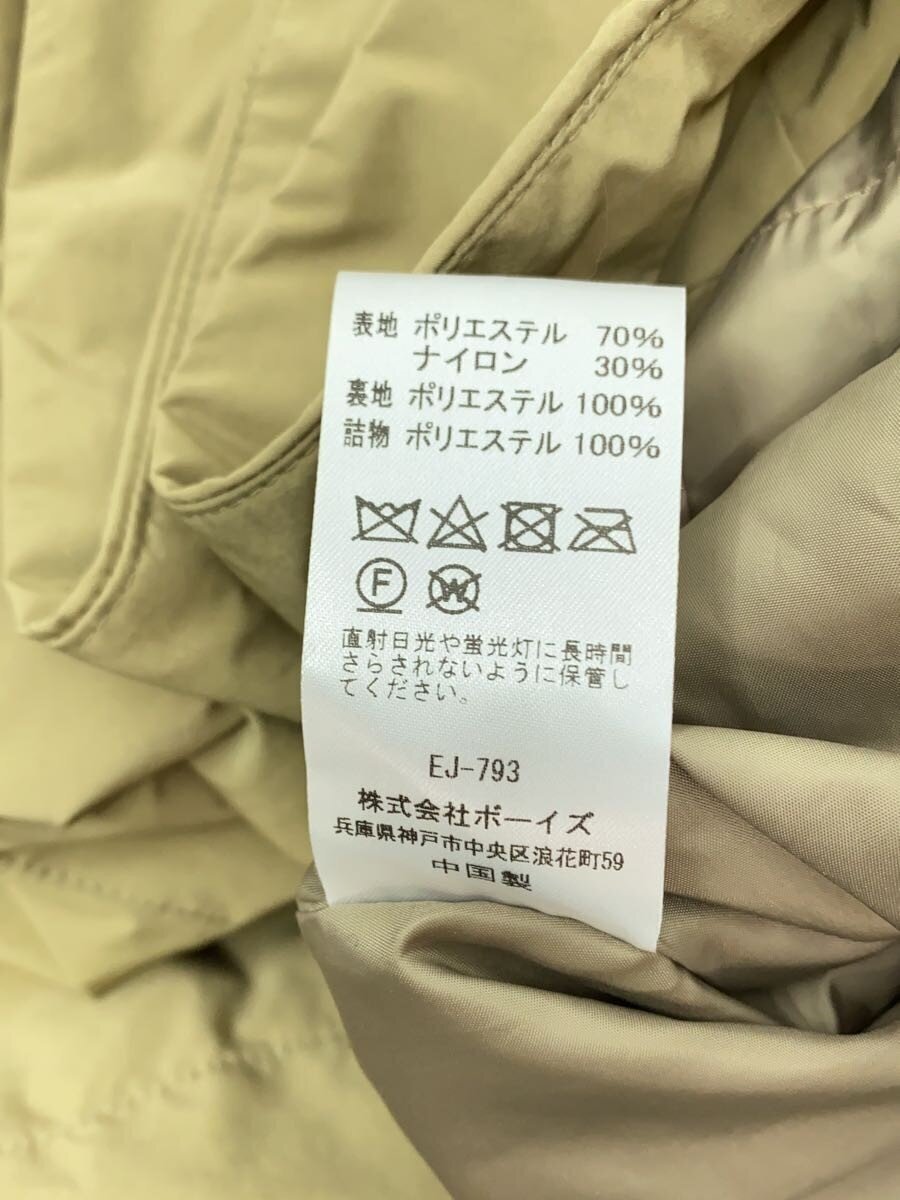 表地 ポリエステル 70%
ナイロン 30%
裏地 ポリエステル 100%
詰物 ポリエステル 100%
F W
直射日光や蛍光灯に長時間
さらされないように保管し
てください。
EJ-793
株式会社ボーイズ
兵庫県神戸市中央区浪花町59
中国製